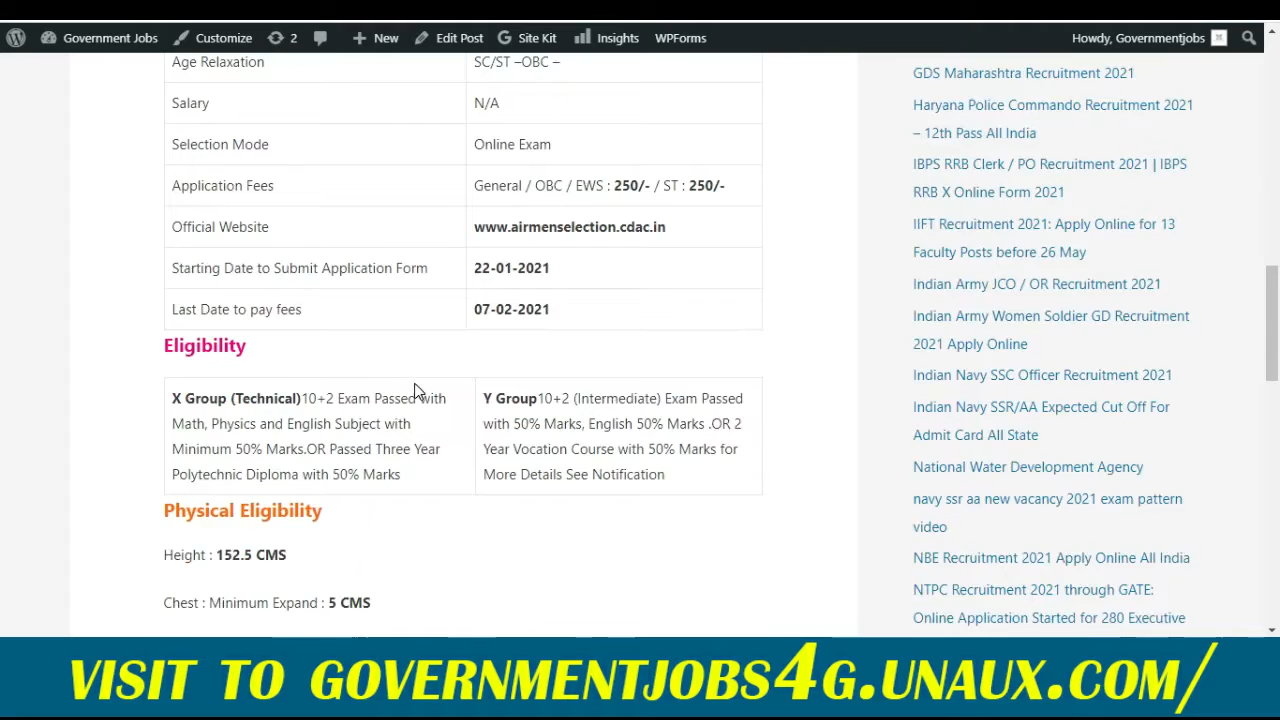 Government Jobs Customize 2 New Edit Post Site Kit Insights WPForms Howdy, Governmentjobs
Age Relaxation SC/ST –OBC –
Salary N/A
Selection Mode Online Exam
Application Fees General / OBC / EWS : 250/- / ST : 250/-
Official Website www.airmenselection.cdac.in
Starting Date to Submit Application Form 22-01-2021
Last Date to pay fees 07-02-2021
Eligibility
X Group (Technical)10+2 Exam Passed with
Math, Physics and English Subject with
Minimum 50% Marks.OR Passed Three Year
Polytechnic Diploma with 50% Marks
Y Group10+2 (Intermediate) Exam Passed
with 50% Marks, English 50% Marks .OR 2
Year Vocation Course with 50% Marks for
More Details See Notification
Physical Eligibility
Height : 152.5 CMS
Chest : Minimum Expand : 5 CMS
GDS Maharashtra Recruitment 2021
Haryana Police Commando Recruitment 2021
– 12th Pass All India
IBPS RRB Clerk / PO Recruitment 2021 | IBPS
RRB X Online Form 2021
IIFT Recruitment 2021: Apply Online for 13
Faculty Posts before 26 May
Indian Army JCO / OR Recruitment 2021
Indian Army Women Soldier GD Recruitment
2021 Apply Online
Indian Navy SSC Officer Recruitment 2021
Indian Navy SSR/AA Expected Cut Off For
Admit Card All State
National Water Development Agency
navy ssr aa new vacancy 2021 exam pattern
video
NBE Recruitment 2021 Apply Online All India
NTPC Recruitment 2021 through GATE:
Online Application Started for 280 Executive
VISIT TO GOVERNMENTJOBS4G.UNAUX.COM/